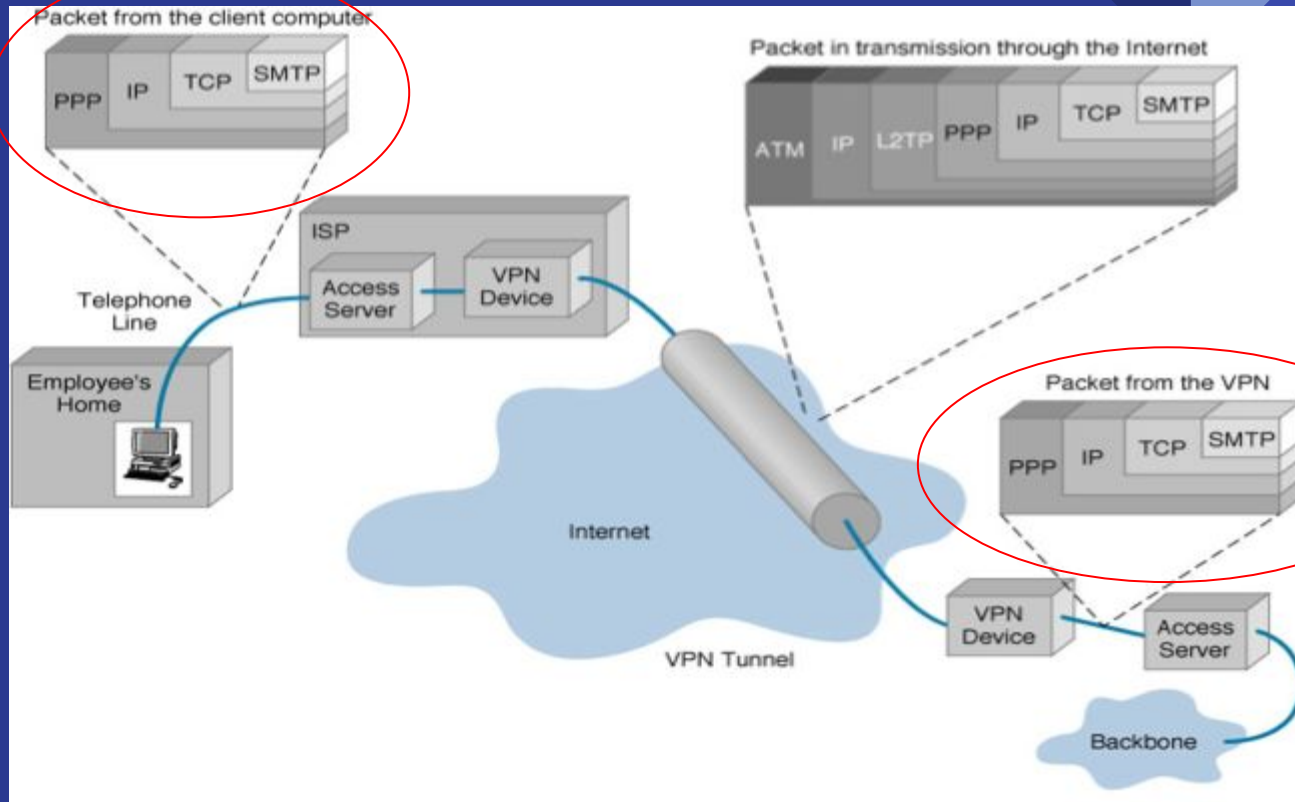 Packet from the client computer
PPP IP TCP SMTP
Packet in transmission through the Internet
ATM IP L2TP PPP IP TCP SMTP
ISP
Access
Server
VPN
Device
Telephone
Line
Employee's
Home
Packet from the VPN
PPP IP TCP SMTP
Internet
VPN Tunnel
VPN
Device
Access
Server
Backbone